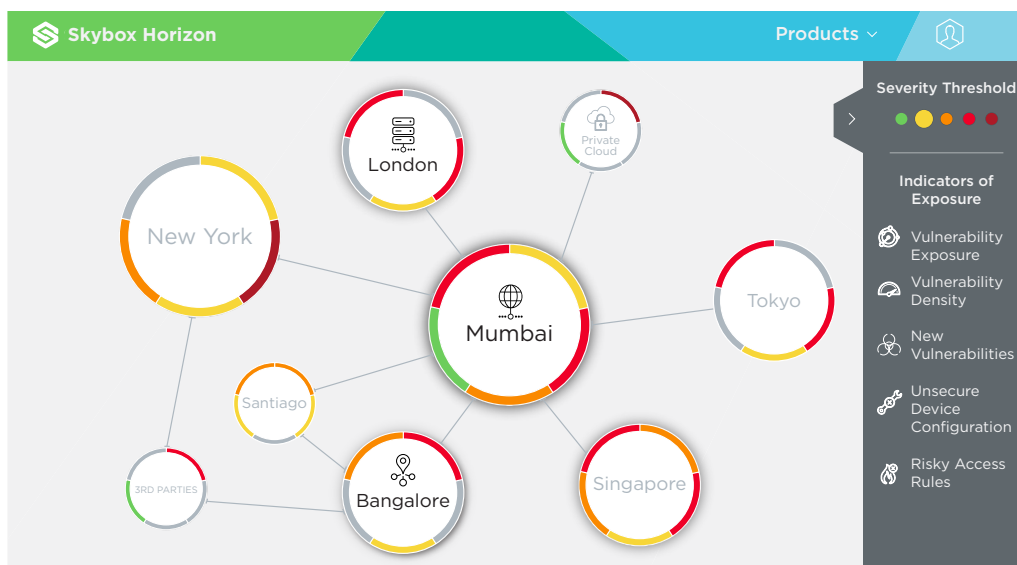 Skybox Horizon
Products
Severity Threshold
London
Private
Cloud
New York
Indicators of
Exposure
Vulnerability
Exposure
Vulnerability
Density
Tokyo
Mumbai
New
Vulnerabilities
Santiago
Unsecure
Device
Configuration
3RD PARTIES
Bangalore
Singapore
Risky Access
Rules